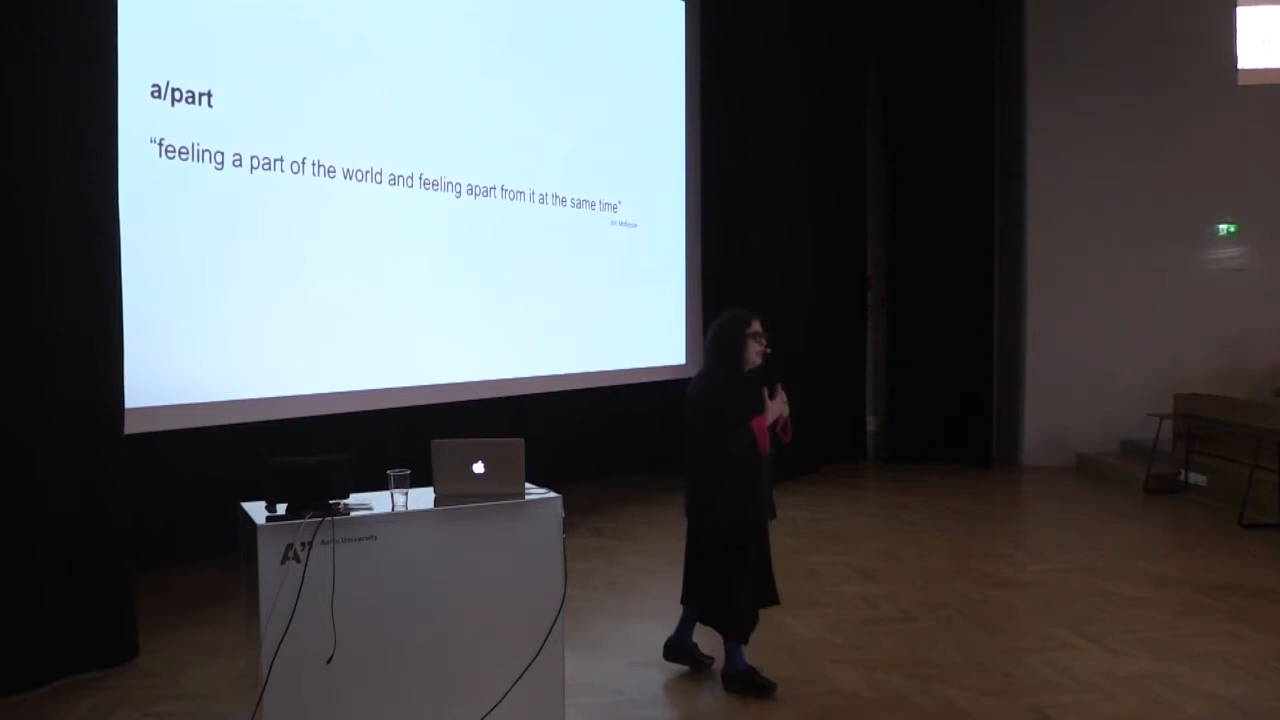 a/part
“feeling a part of the world and feeling apart from it at the same time”
A”
Aalto University